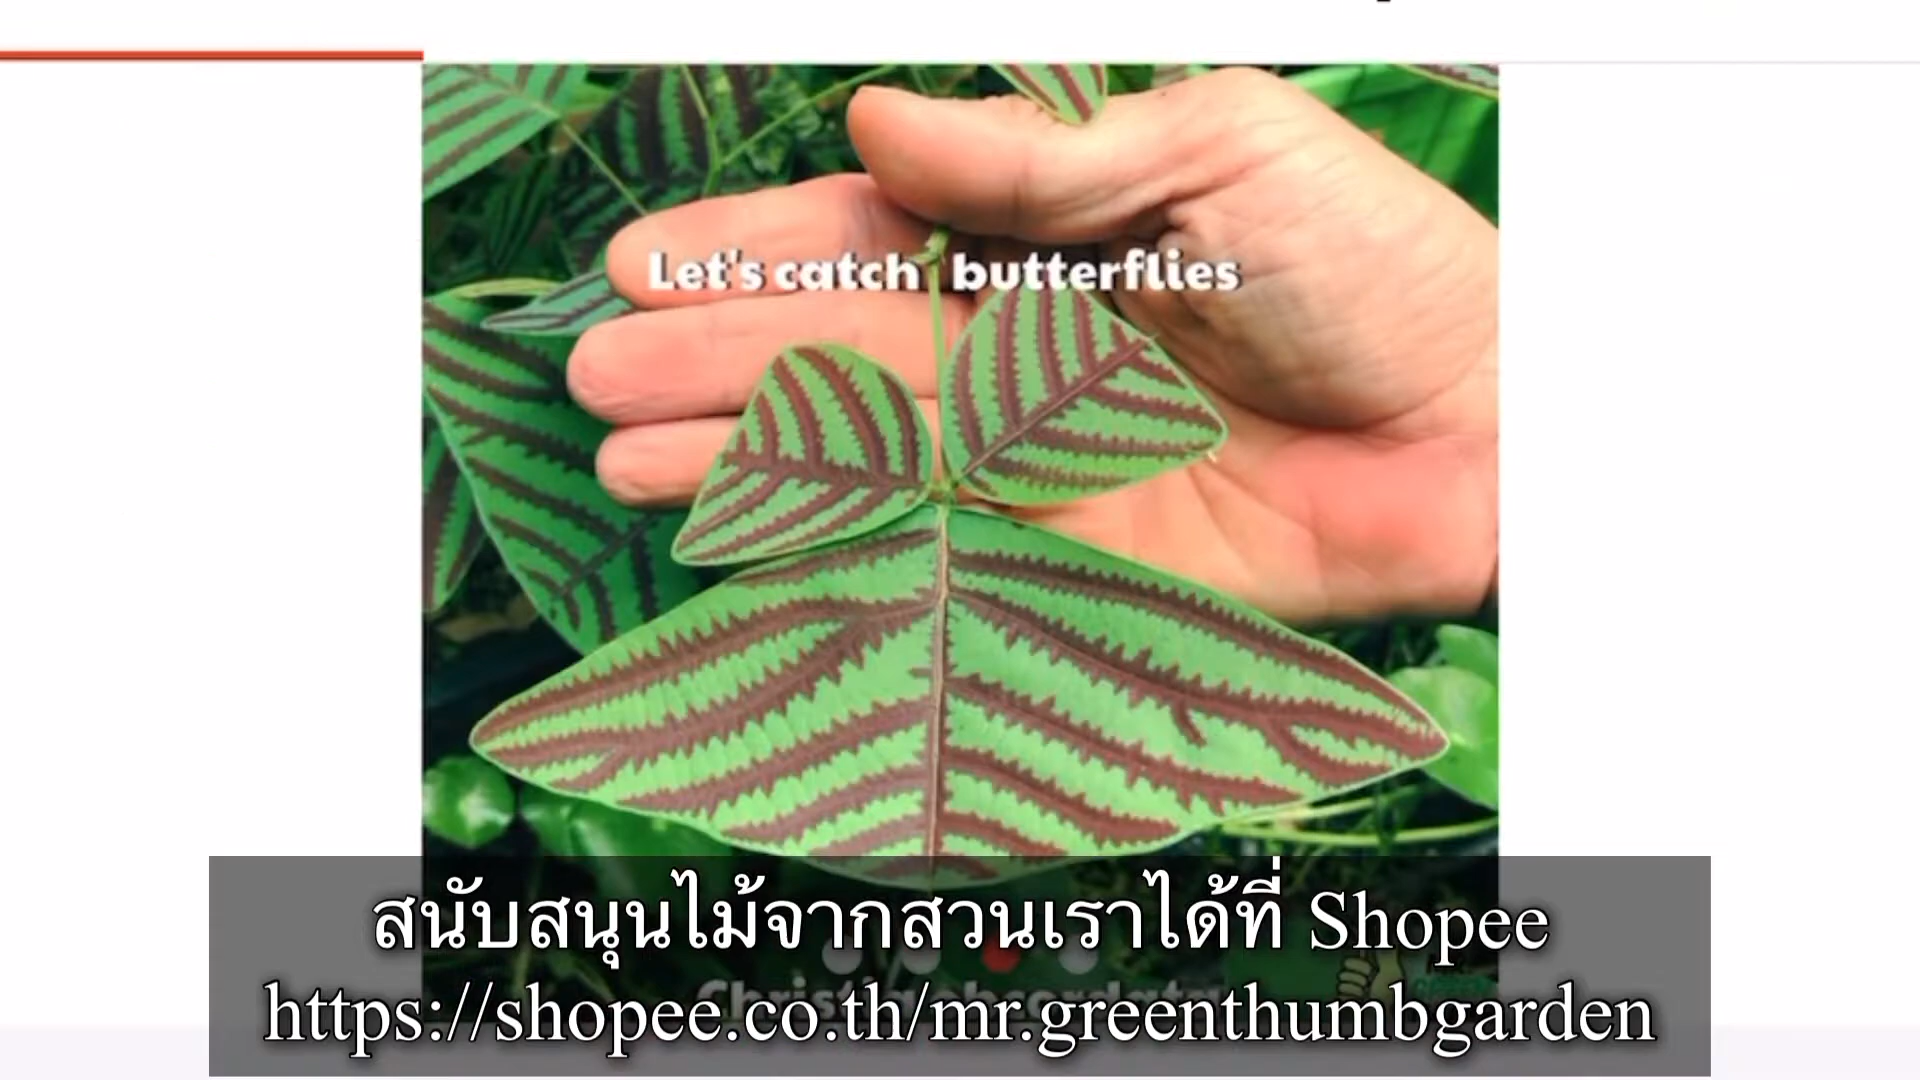 Let's catch butterflies
สนับสนุนไม้จากสวนเราได้ที่ Shopee
https://shopee.co.th/mr.greenthumbgarden